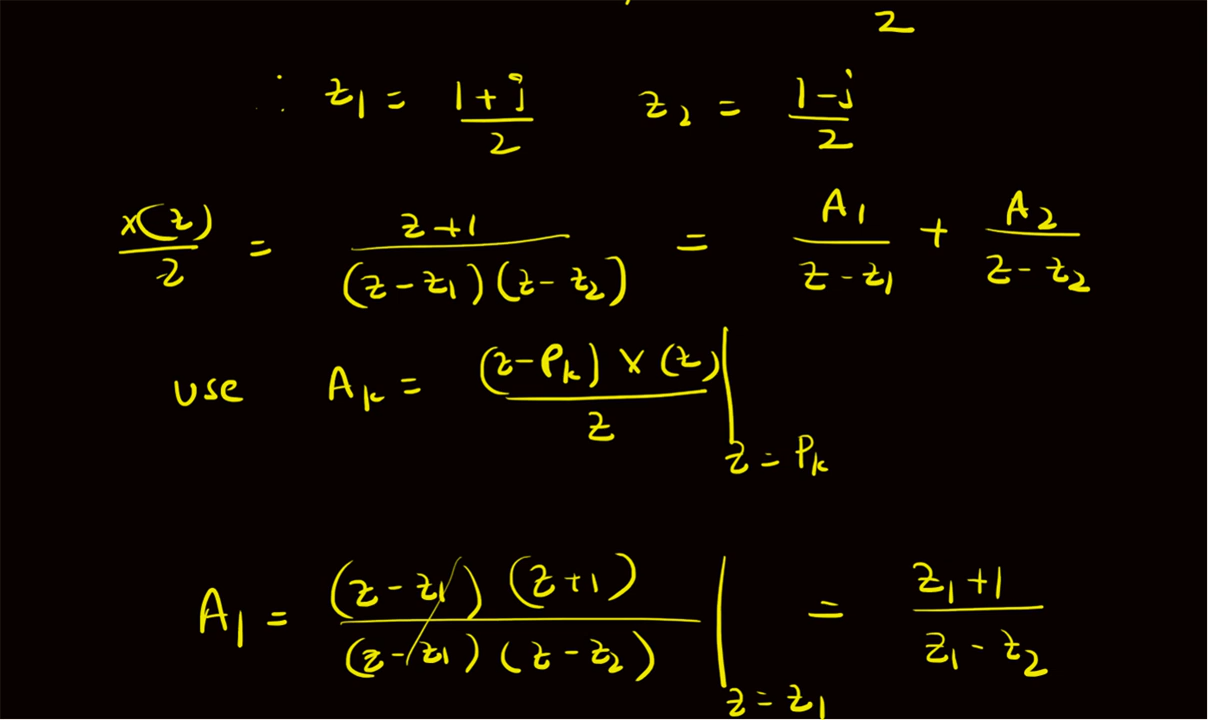 2
∴ z₁ = (1+j)/2 z₂ = (1-j)/2
X(z)/z = (z+1)/((z-z₁)(z-z₂)) = A₁/(z-z₁) + A₂/(z-z₂)
use Aₖ = (z-Pₖ) X(z)/z |z=Pₖ
A₁ = (z-z₁)(z+1)/((z-z₁)(z-z₂)) |z=z₁ = (z₁+1)/(z₁-z₂)